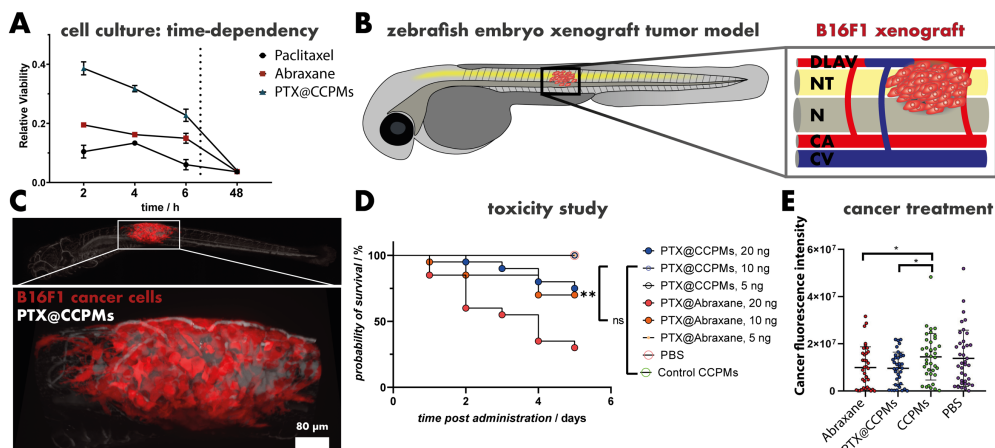 A cell culture: time-dependency
Relative Viability
0.4
0.2
0.0
2 4 6 48
time / h
Paclitaxel
Abraxane
PTX@CCPMs
B zebrafish embryo xenograft tumor model
B16F1 xenograft
DLAV
NT
N
CA
CV
C
B16F1 cancer cells
PTX@CCPMs
80 µm
D toxicity study
probability of survival / %
100
50
0
0 2 4 6
time post administration / days
**
ns
PTX@CCPMs, 20 ng
PTX@CCPMs, 10 ng
PTX@CCPMs, 5 ng
PTX@Abraxane, 20 ng
PTX@Abraxane, 10 ng
PTX@Abraxane, 5 ng
PBS
Control CCPMs
E cancer treatment
Cancer fluorescence intensity
6×10⁷
4×10⁷
2×10⁷
0
*
*
Abraxane
PTX@CCPMs
CCPMs
PBS